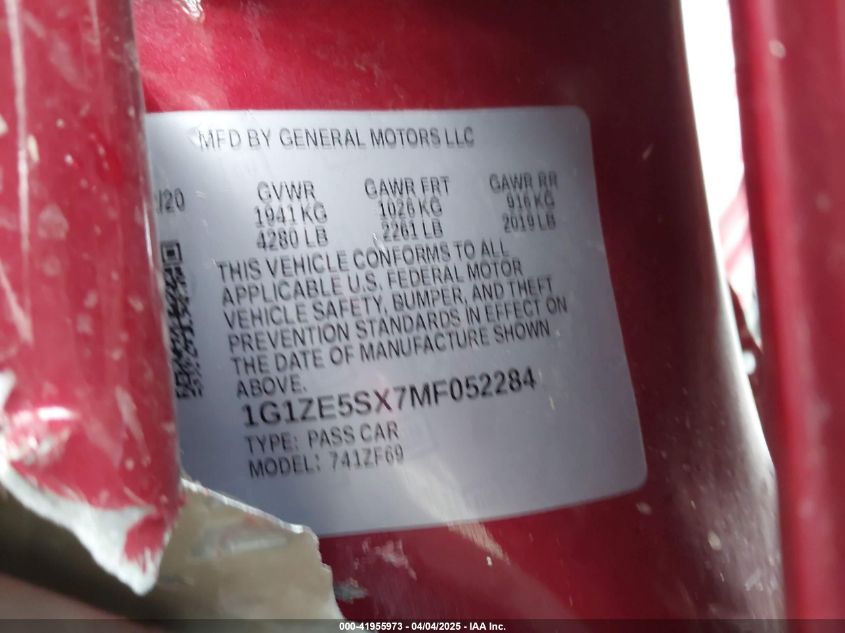 MFD BY GENERAL MOTORS LLC
/20
GVWR GAWR FRT GAWR RR
1941 KG 1026 KG 916 KG
4280 LB 2261 LB 2019 LB
THIS VEHICLE CONFORMS TO ALL
APPLICABLE U.S. FEDERAL MOTOR
VEHICLE SAFETY, BUMPER, AND THEFT
PREVENTION STANDARDS IN EFFECT ON
THE DATE OF MANUFACTURE SHOWN
ABOVE.
1G1ZE5SX7MF052284
TYPE: PASS CAR
MODEL: 741ZF69
000-41955973 - 04/04/2025 - IAA Inc.